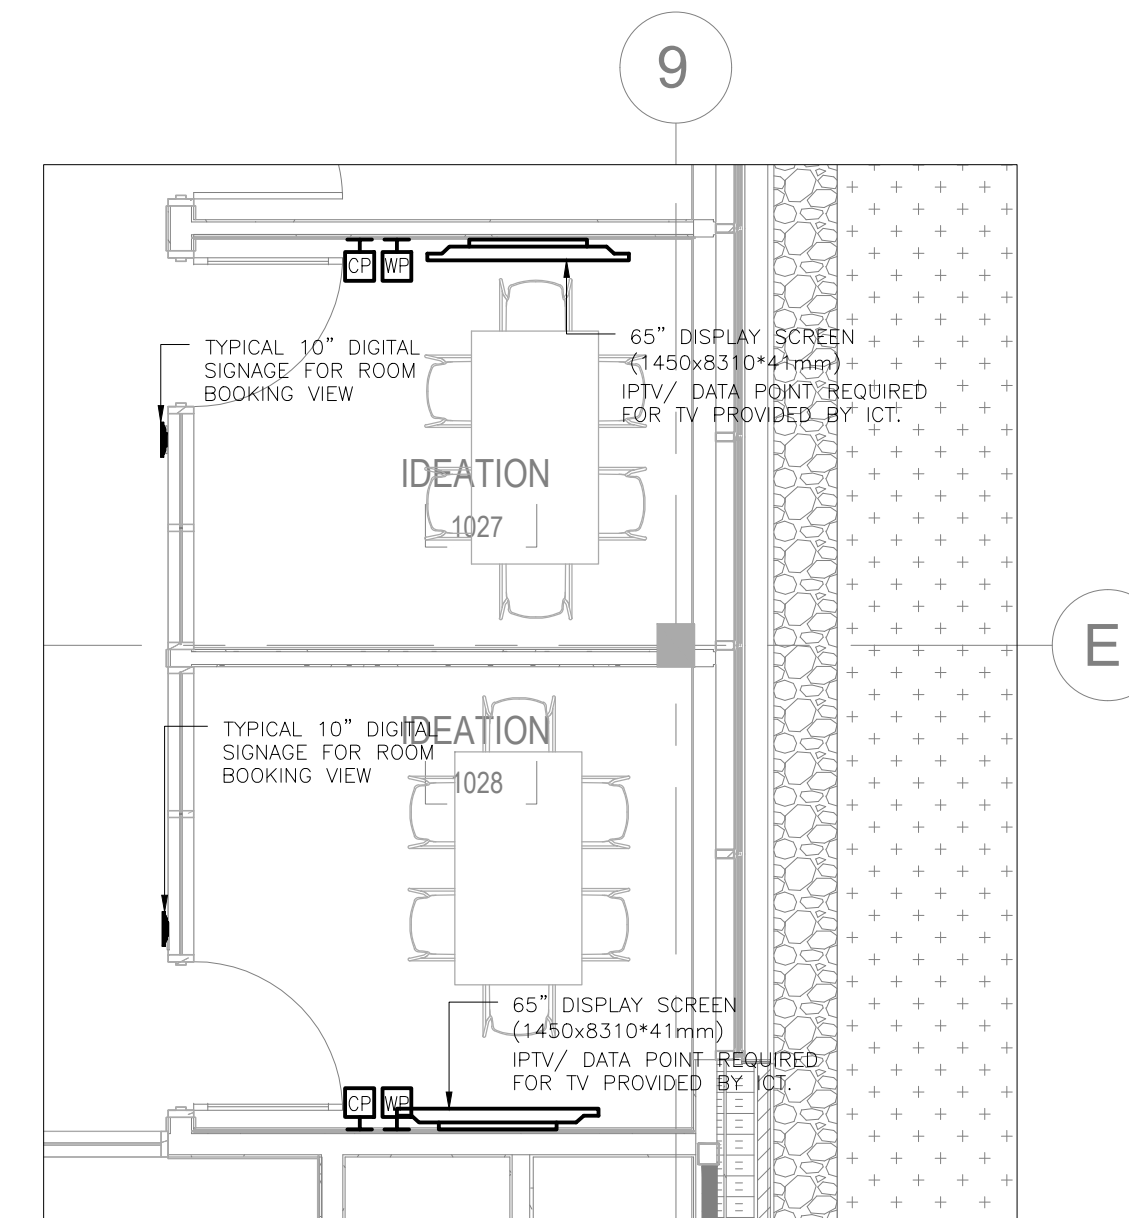 9
CP WP
TYPICAL 10” DIGITAL
SIGNAGE FOR ROOM
BOOKING VIEW
65” DISPLAY SCREEN
(1450x8310*41mm)
IPTV/ DATA POINT REQUIRED
FOR TV PROVIDED BY ICT.
IDEATION
1027
E
TYPICAL 10” DIGITAL
SIGNAGE FOR ROOM
BOOKING VIEW
IDEATION
1028
65” DISPLAY SCREEN
(1450x8310*41mm)
IPTV/ DATA POINT REQUIRED
FOR TV PROVIDED BY ICT.
CP WP